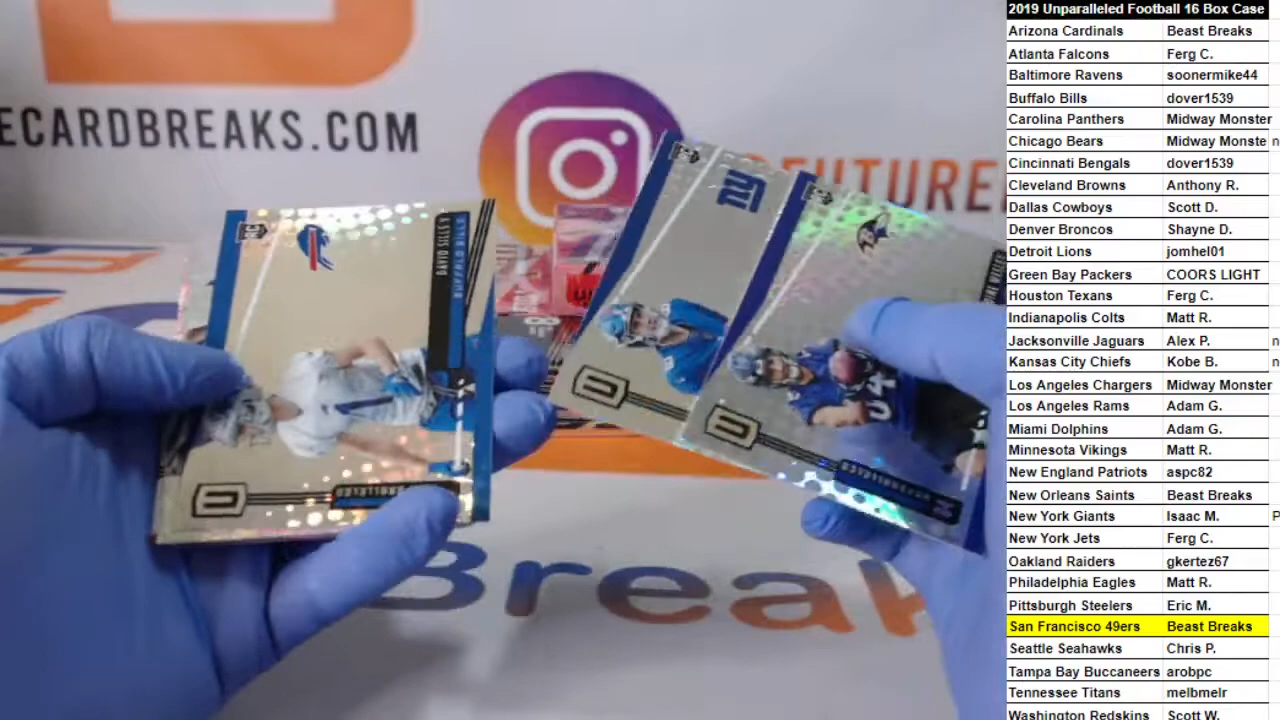 2019 Unparalleled Football 16 Box Case
Arizona Cardinals Beast Breaks
Atlanta Falcons Ferg C.
Baltimore Ravens soonermike44
Buffalo Bills dover1539
Carolina Panthers Midway Monster
Chicago Bears Midway Monste n
Cincinnati Bengals dover1539
Cleveland Browns Anthony R.
Dallas Cowboys Scott D.
Denver Broncos Shayne D.
Detroit Lions jomhel01
Green Bay Packers COORS LIGHT
Houston Texans Ferg C.
Indianapolis Colts Matt R.
Jacksonville Jaguars Alex P. n
Kansas City Chiefs Kobe B. n
Los Angeles Chargers Midway Monster
Los Angeles Rams Adam G.
Miami Dolphins Adam G.
Minnesota Vikings Matt R.
New England Patriots aspc82
New Orleans Saints Beast Breaks
New York Giants Isaac M. P
New York Jets Ferg C.
Oakland Raiders gkertez67
Philadelphia Eagles Matt R.
Pittsburgh Steelers Eric M.
San Francisco 49ers Beast Breaks
Seattle Seahawks Chris P.
Tampa Bay Buccaneers arobpc
Tennessee Titans melbmelr
Washington Redskins Scott W.
ECARDBREAKS.COM
FUTURE
Break
RC
DAVID SILLS V
BUFFALO BILLS
U
RC
NY
U
RC
U
UNPARALLELED